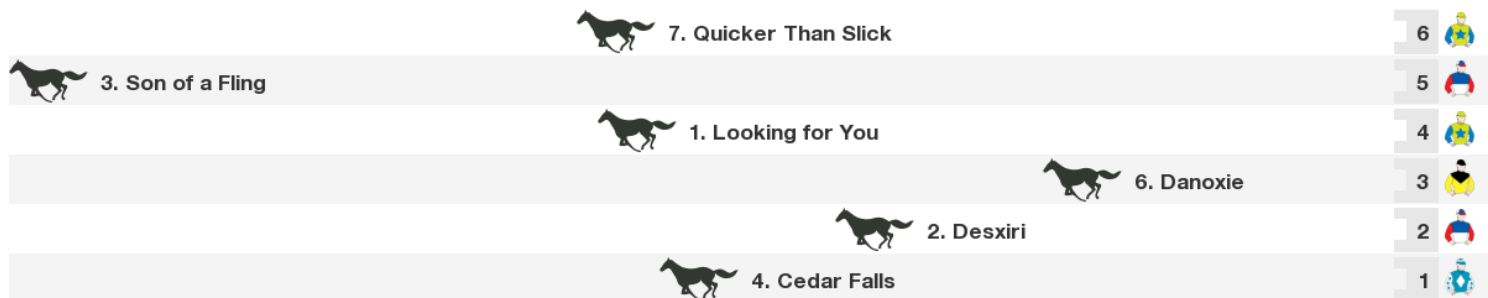 7. Quicker Than Slick 6
3. Son of a Fling 5
1. Looking for You 4
6. Danoxie 3
2. Desxiri 2
4. Cedar Falls 1